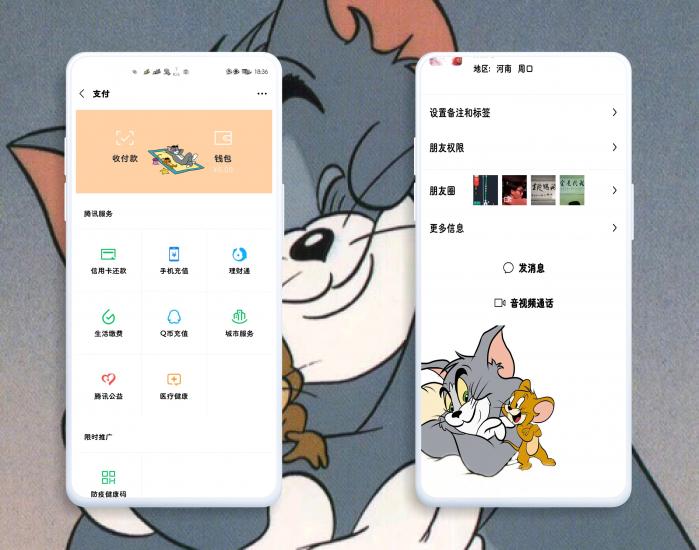 18:36
支付
收付款
钱包
¥0.00
腾讯服务
信用卡还款
手机充值
理财通
生活缴费
Q币充值
城市服务
腾讯公益
医疗健康
限时推广
防疫健康码
地区: 河南 周口
设置备注和标签
朋友权限
朋友圈
更多信息
发消息
音视频通话